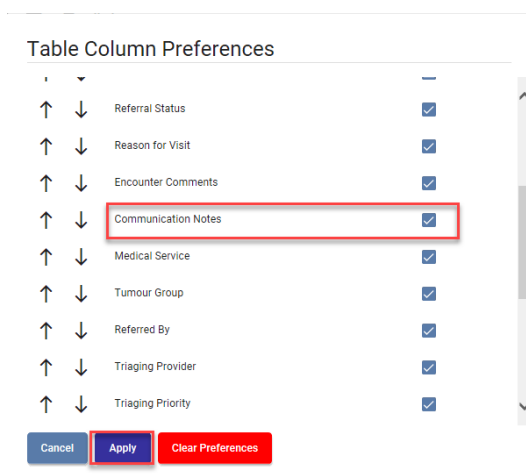 Table Column Preferences
Referral Status
Reason for Visit
Encounter Comments
Communication Notes
Medical Service
Tumour Group
Referred By
Triaging Provider
Triaging Priority
Cancel Apply Clear Preferences